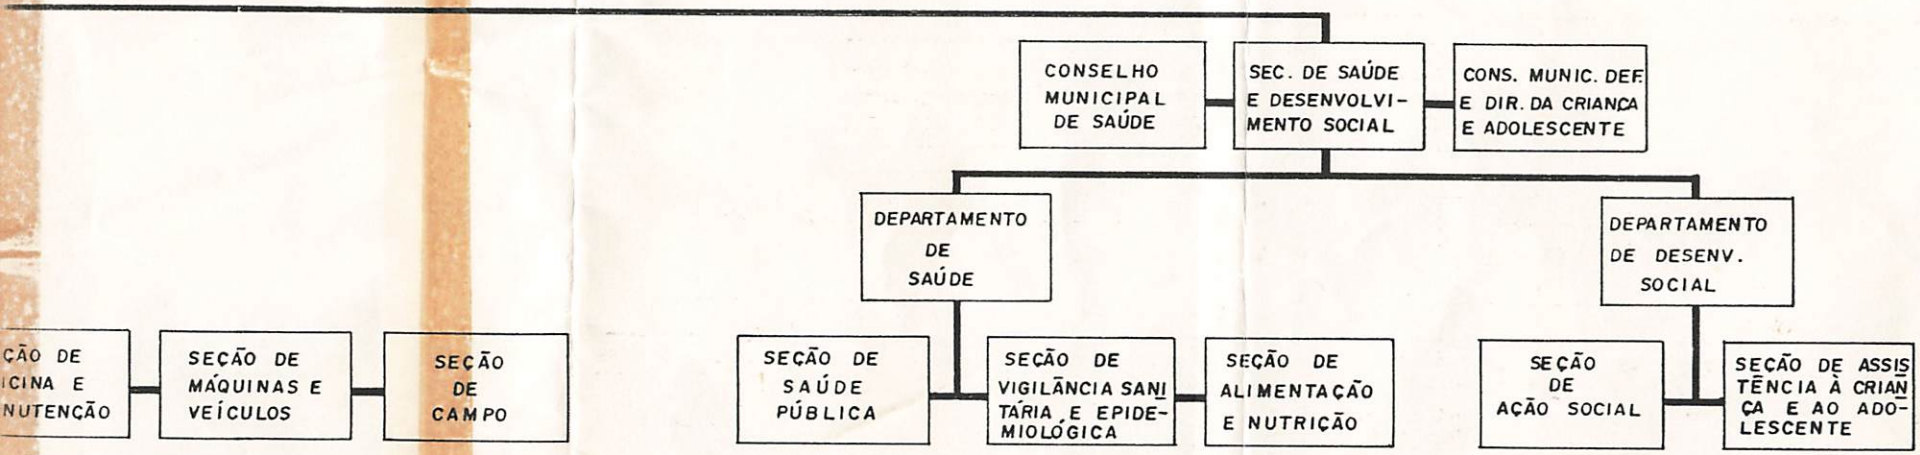 CONSELHO
MUNICIPAL
DE SAÚDE
SEC. DE SAÚDE
E DESENVOLVI-
MENTO SOCIAL
CONS. MUNIC. DEF.
E DIR. DA CRIANÇA
E ADOLESCENTE
DEPARTAMENTO
DE
SAÚDE
DEPARTAMENTO
DE DESENV.
SOCIAL
ÇÃO DE
ICINA E
NUTENÇÃO
SEÇÃO DE
MÁQUINAS E
VEÍCULOS
SEÇÃO
DE
CAMPO
SEÇÃO DE
SAÚDE
PÚBLICA
SEÇÃO DE
VIGILÂNCIA SANI
TÁRIA E EPIDE-
MIOLÓGICA
SEÇÃO DE
ALIMENTAÇÃO
E NUTRIÇÃO
SEÇÃO
DE
AÇÃO SOCIAL
SEÇÃO DE ASSIS
TÊNCIA À CRIAN
ÇA E AO ADO-
LESCENTE